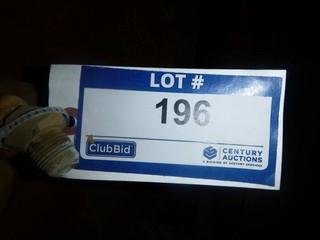 LOT #
196
ClubBid
CENTURY
AUCTIONS
A DIVISION OF CENTURY SERVICES